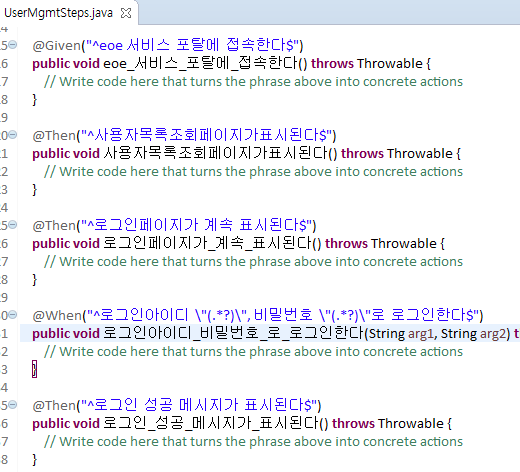 UserMgmtSteps.java
@Given("^eoe 서비스 포탈에 접속한다$")
public void eoe_서비스_포탈에_접속한다() throws Throwable {
// Write code here that turns the phrase above into concrete actions
}
20 @Then("^사용자목록조회페이지가표시된다$")
21 public void 사용자목록조회페이지가표시된다() throws Throwable {
22 // Write code here that turns the phrase above into concrete actions
23 }
@Then("^로그인페이지가 계속 표시된다$")
public void 로그인페이지가_계속_표시된다() throws Throwable {
// Write code here that turns the phrase above into concrete actions
}
@When("^로그인아이디 \"(.*?)\", 비밀번호 \"(.*?)\"로 로그인한다$")
public void 로그인아이디_비밀번호_로_로그인한다(String arg1, String arg2) t
// Write code here that turns the phrase above into concrete actions
}
@Then("^로그인 성공 메시지가 표시된다$")
public void 로그인_성공_메시지가_표시된다() throws Throwable {
// Write code here that turns the phrase above into concrete actions